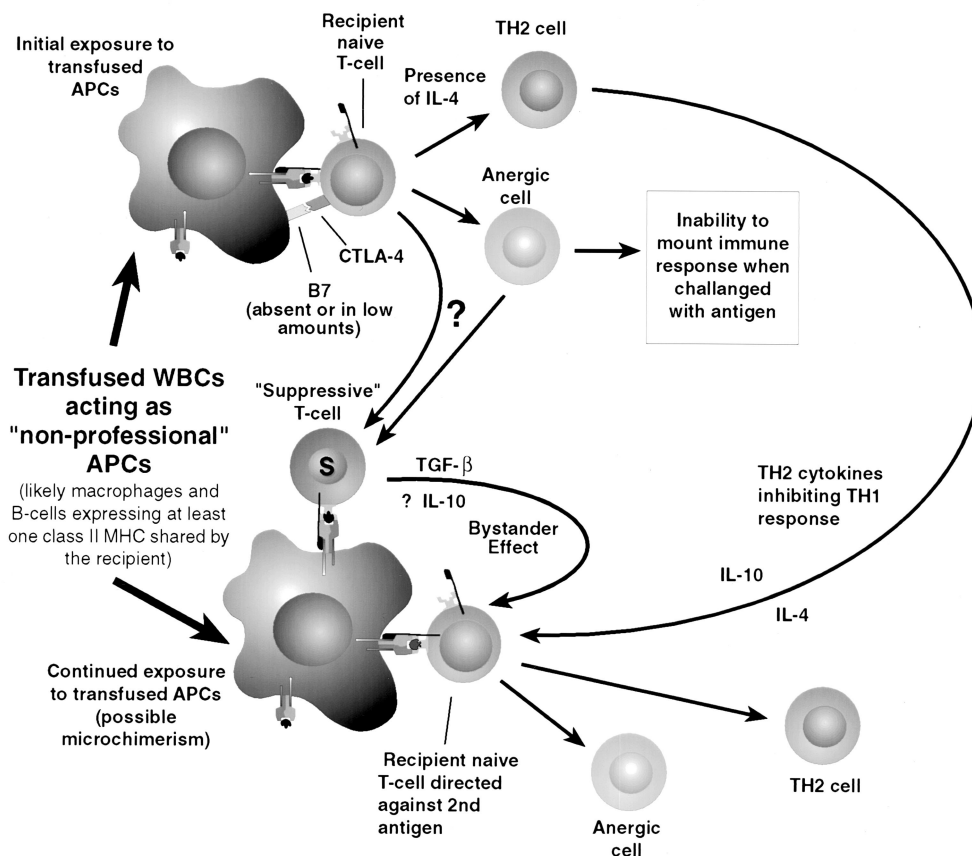 Initial exposure to
transfused
APCs
Recipient
naive
T-cell
TH2 cell
Presence
of IL-4
Anergic
cell
CTLA-4
B7
(absent or in low
amounts)
?
Inability to
mount immune
response when
challanged
with antigen
Transfused WBCs
acting as
"non-professional"
APCs
(likely macrophages and
B-cells expressing at least
one class II MHC shared by
the recipient)
"Suppressive"
T-cell
S
TGF-β
? IL-10
Bystander
Effect
TH2 cytokines
inhibiting TH1
response
IL-10
IL-4
Continued exposure
to transfused APCs
(possible
microchimerism)
Recipient naive
T-cell directed
against 2nd
antigen
Anergic
cell
TH2 cell